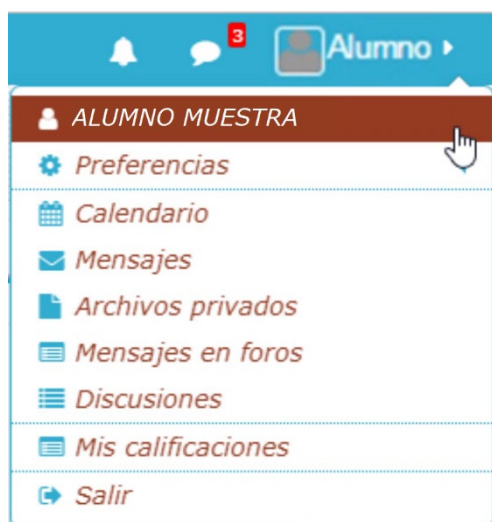 3
Alumno
ALUMNO MUESTRA
Preferencias
Calendario
Mensajes
Archivos privados
Mensajes en foros
Discusiones
Mis calificaciones
Salir